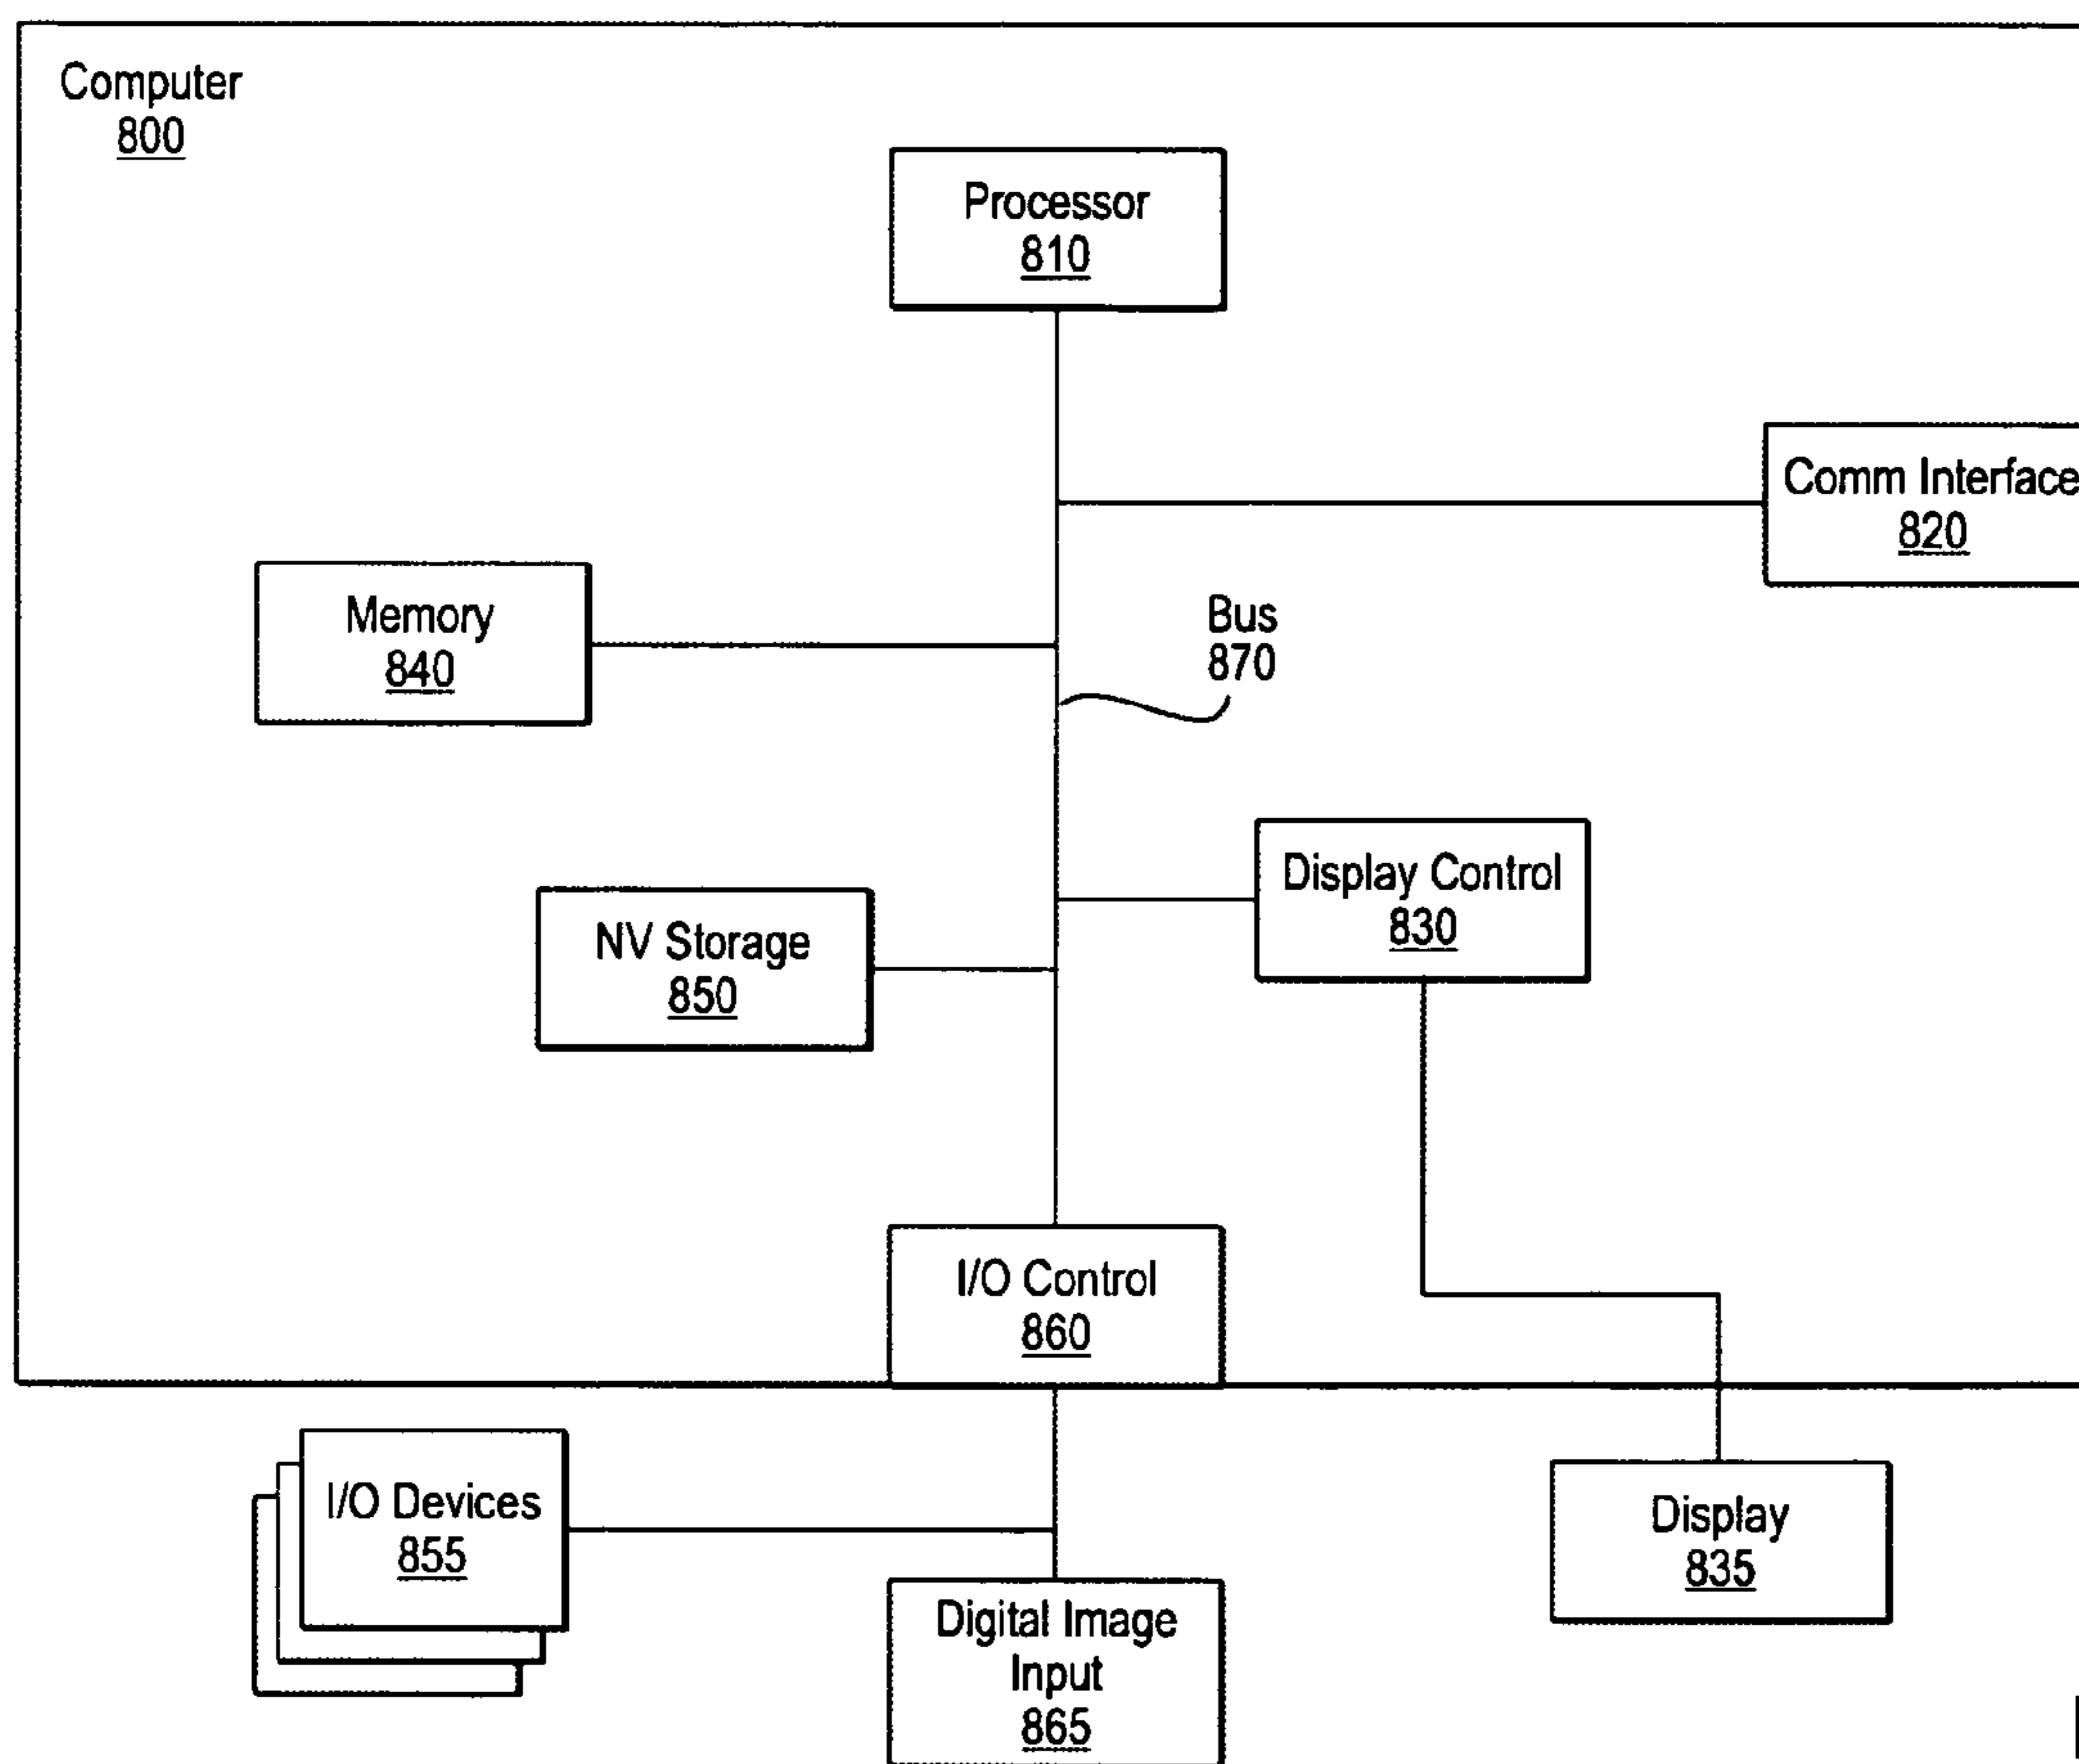 Computer
800
Processor
810
Comm Interface
820
Memory
840
Bus
870
Display Control
830
NV Storage
850
I/O Control
860
I/O Devices
855
Display
835
Digital Image
Input
865